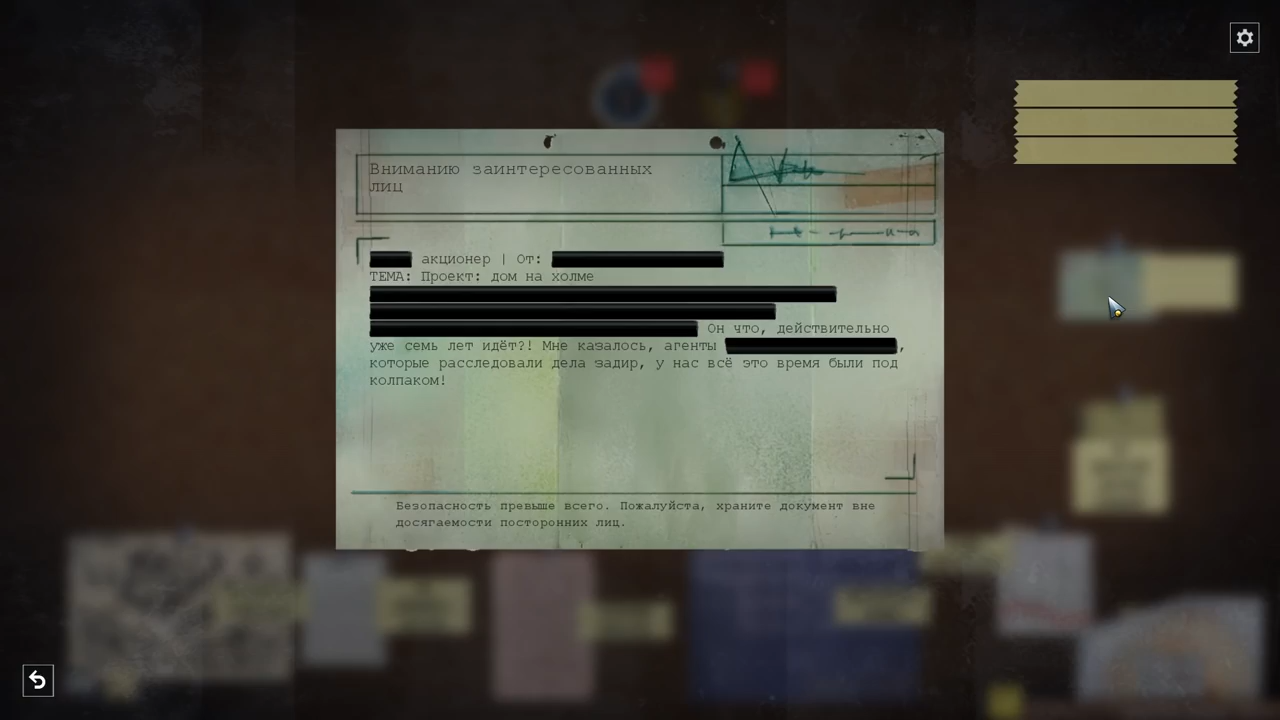 Вниманию заинтересованных
лиц
акционер | От:
ТЕМА: Проект: дом на холме
Он что, действительно
уже семь лет идёт?! Мне казалось, агенты ,
которые расследовали дела задир, у нас всё это время были под
колпаком!
Безопасность превыше всего. Пожалуйста, храните документ вне
досягаемости посторонних лиц.